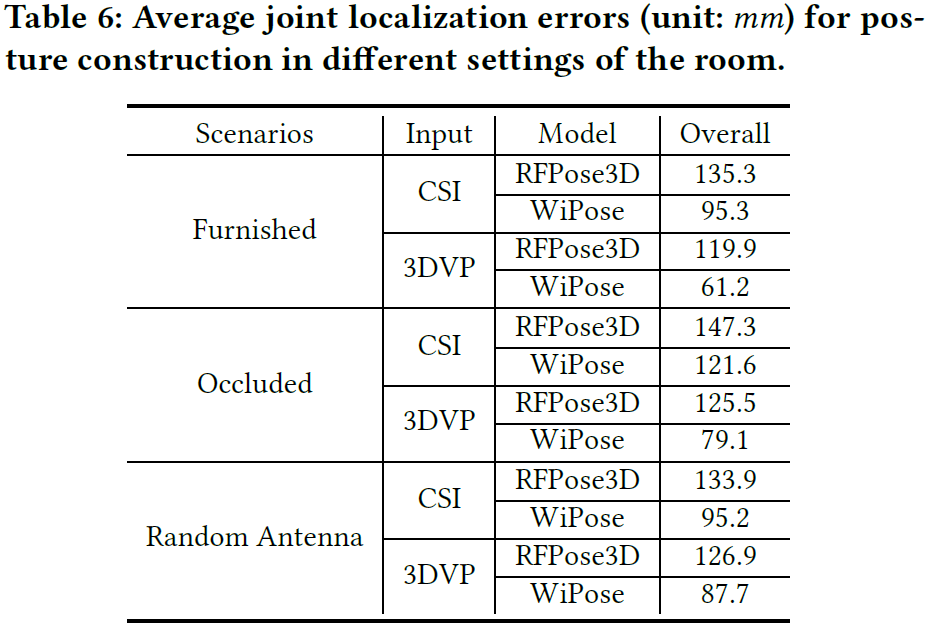 Table 6: Average joint localization errors (unit: mm) for pos-
ture construction in different settings of the room.
Scenarios Input Model Overall
Furnished CSI RFPose3D 135.3
WiPose 95.3
3DVP RFPose3D 119.9
WiPose 61.2
Occluded CSI RFPose3D 147.3
WiPose 121.6
3DVP RFPose3D 125.5
WiPose 79.1
Random Antenna CSI RFPose3D 133.9
WiPose 95.2
3DVP RFPose3D 126.9
WiPose 87.7